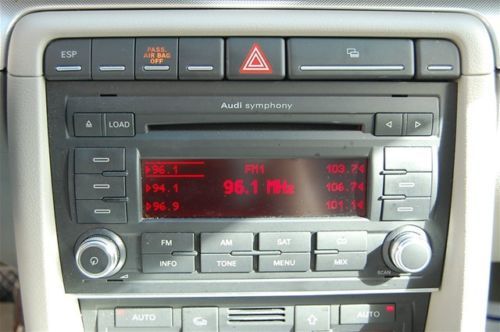 ESP
PASS.
AIR BAG
OFF
Audi symphony
LOAD
96.1 FM1 103.7
94.1 96.1 MHz 106.7
96.9 101.1
FM AM SAT
INFO TONE MENU MIX
SCAN
AUTO AUTO